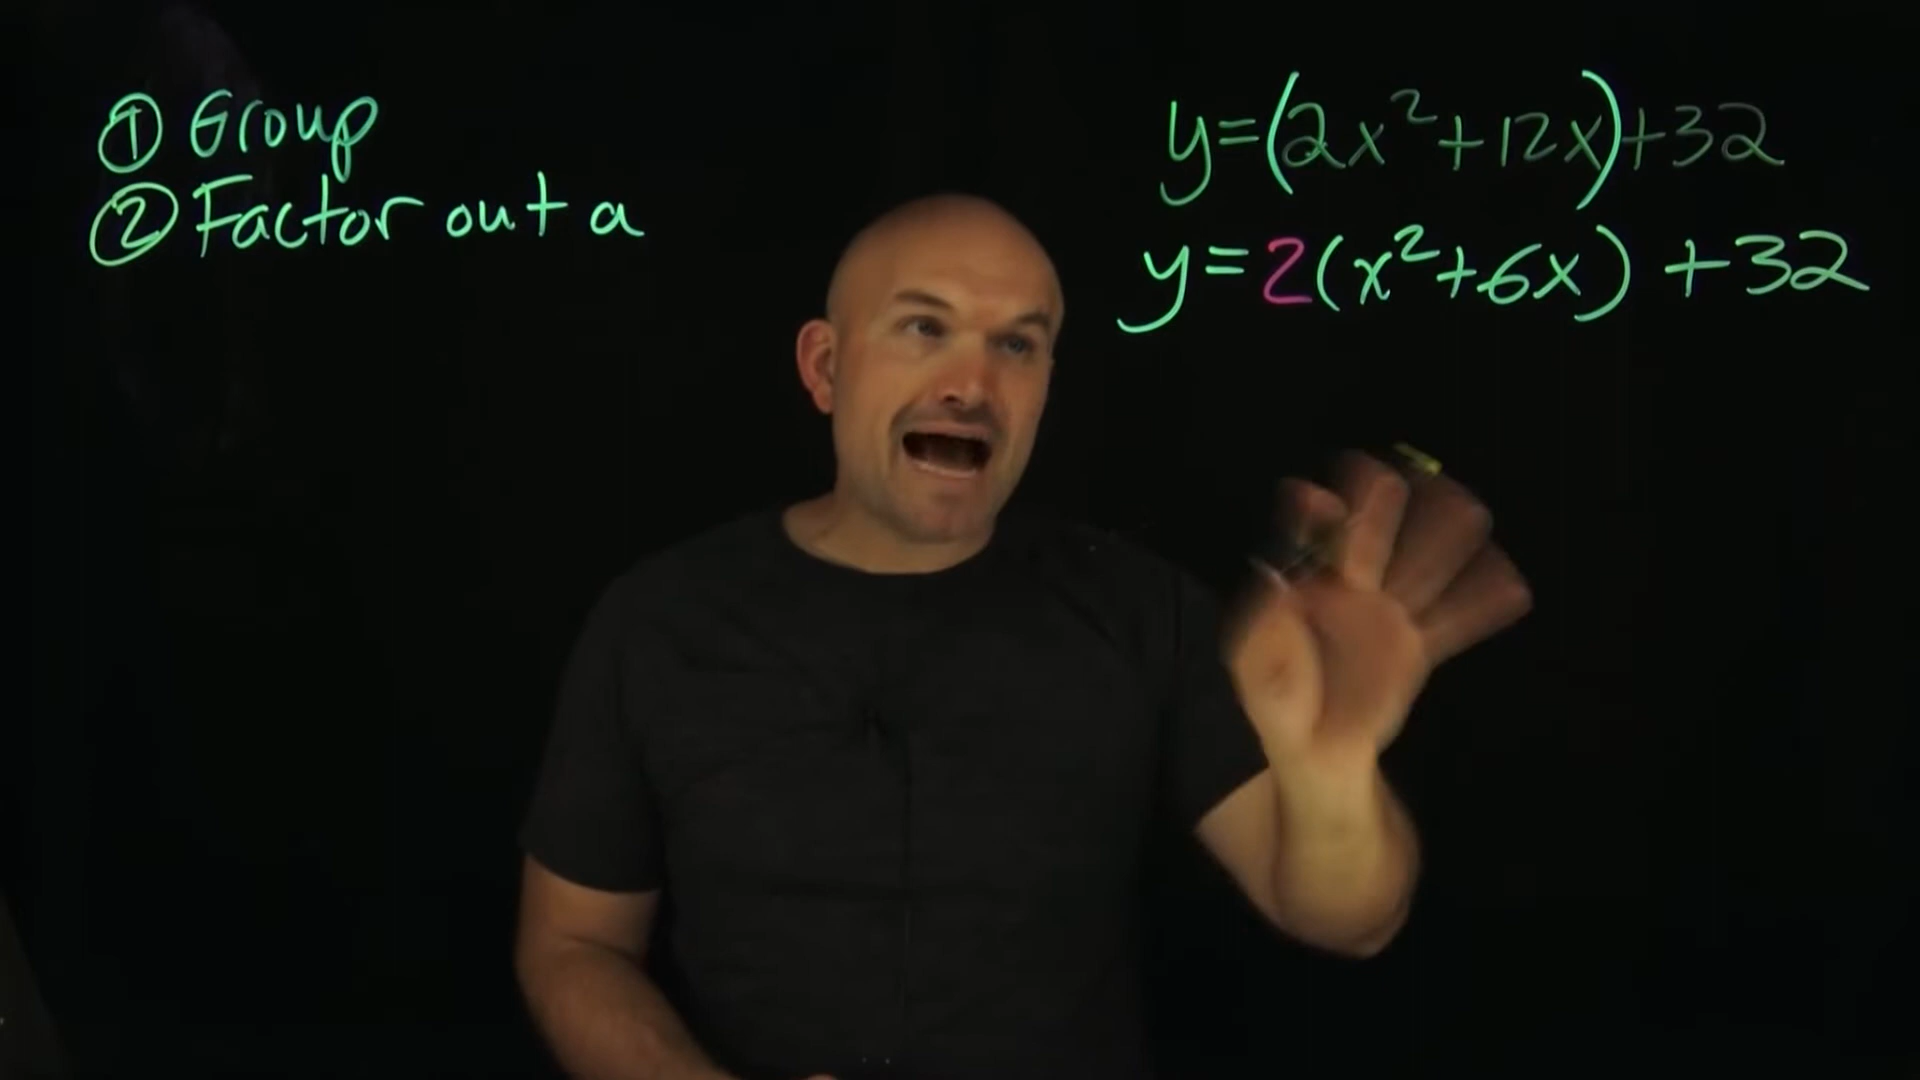 ① Group
② Factor out a
y=(2x²+12x)+32
y=2(x²+6x)+32